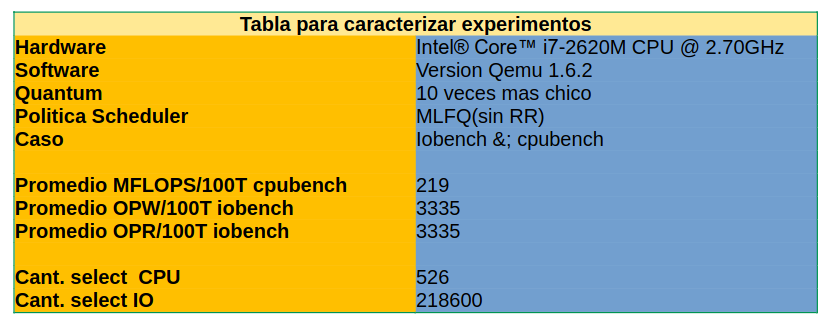 Tabla para caracterizar experimentos
Hardware Intel® Core™ i7-2620M CPU @ 2.70GHz
Software Version Qemu 1.6.2
Quantum 10 veces mas chico
Politica Scheduler MLFQ(sin RR)
Caso Iobench &; cpubench
Promedio MFLOPS/100T cpubench 219
Promedio OPW/100T iobench 3335
Promedio OPR/100T iobench 3335
Cant. select  CPU 526
Cant. select IO 218600